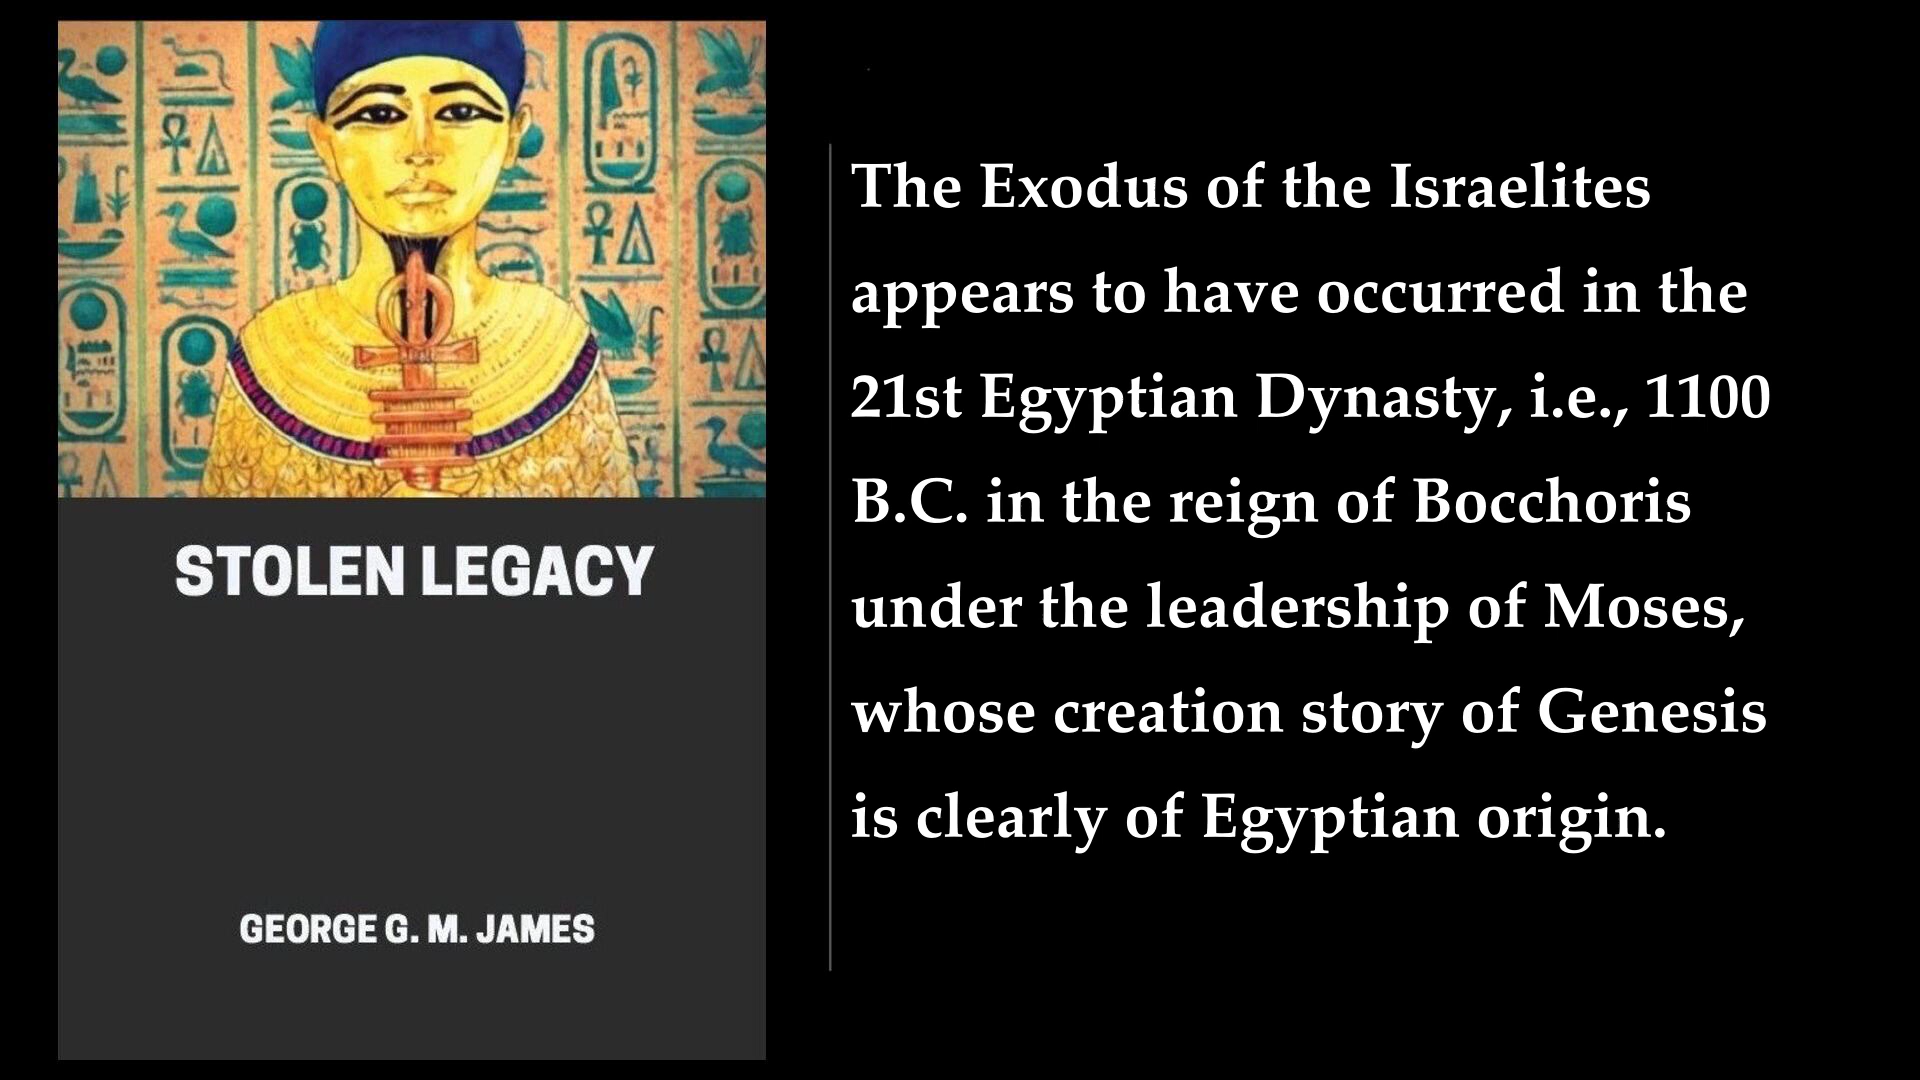 STOLEN LEGACY
GEORGE G. M. JAMES
The Exodus of the Israelites
appears to have occurred in the
21st Egyptian Dynasty, i.e., 1100
B.C. in the reign of Bocchoris
under the leadership of Moses,
whose creation story of Genesis
is clearly of Egyptian origin.